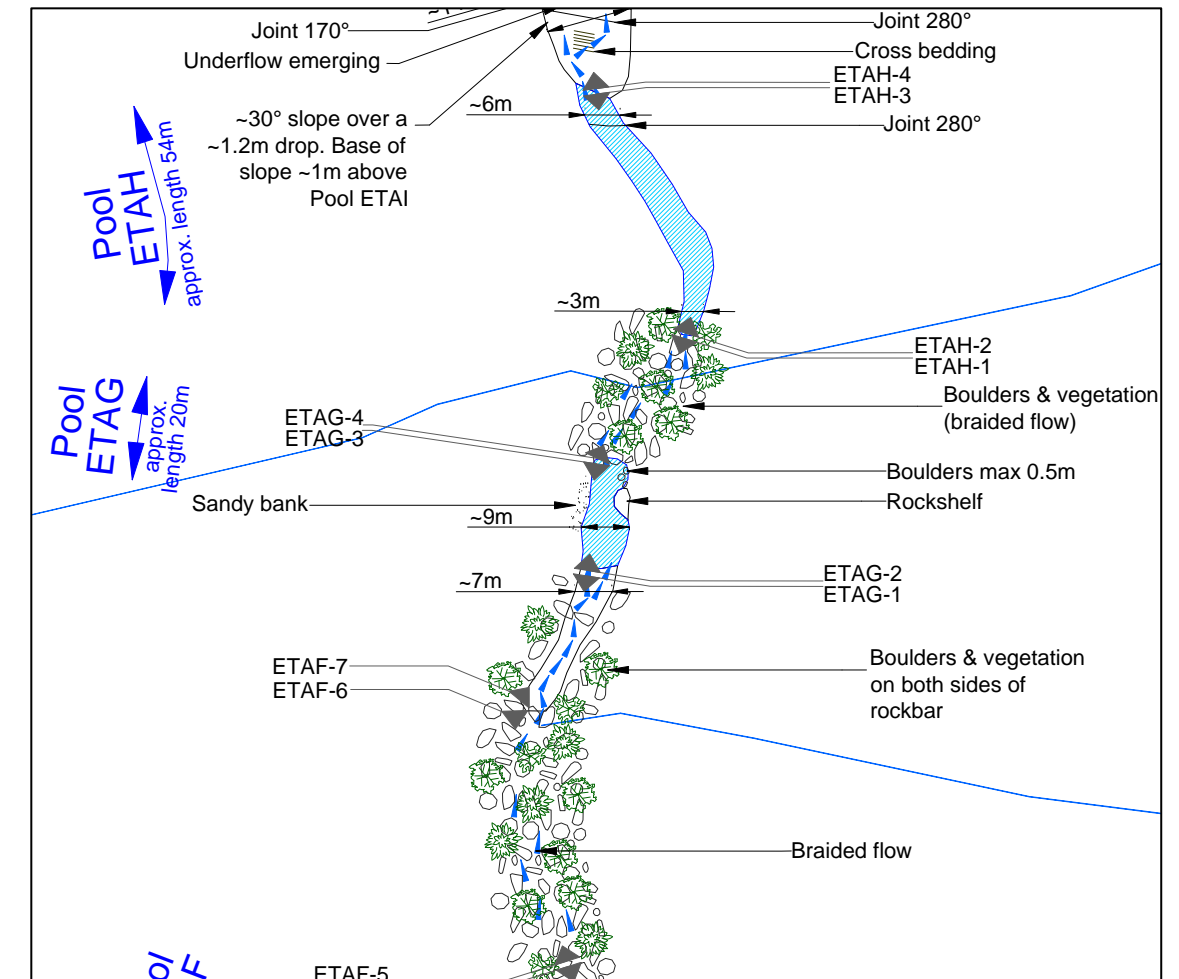 Joint 170°
Underflow emerging
Joint 280°
Cross bedding
ETAH-4
ETAH-3
~6m
Joint 280°
~30° slope over a
~1.2m drop. Base of
slope ~1m above
Pool ETAI
Pool
ETAH
approx. length 54m
~3m
ETAH-2
ETAH-1
Boulders & vegetation
(braided flow)
Pool
ETAG
approx.
length 20m
ETAG-4
ETAG-3
Boulders max 0.5m
Rockshelf
Sandy bank
~9m
ETAG-2
ETAG-1
~7m
ETAF-7
ETAF-6
Boulders & vegetation
on both sides of
rockbar
Braided flow
ETAF-5